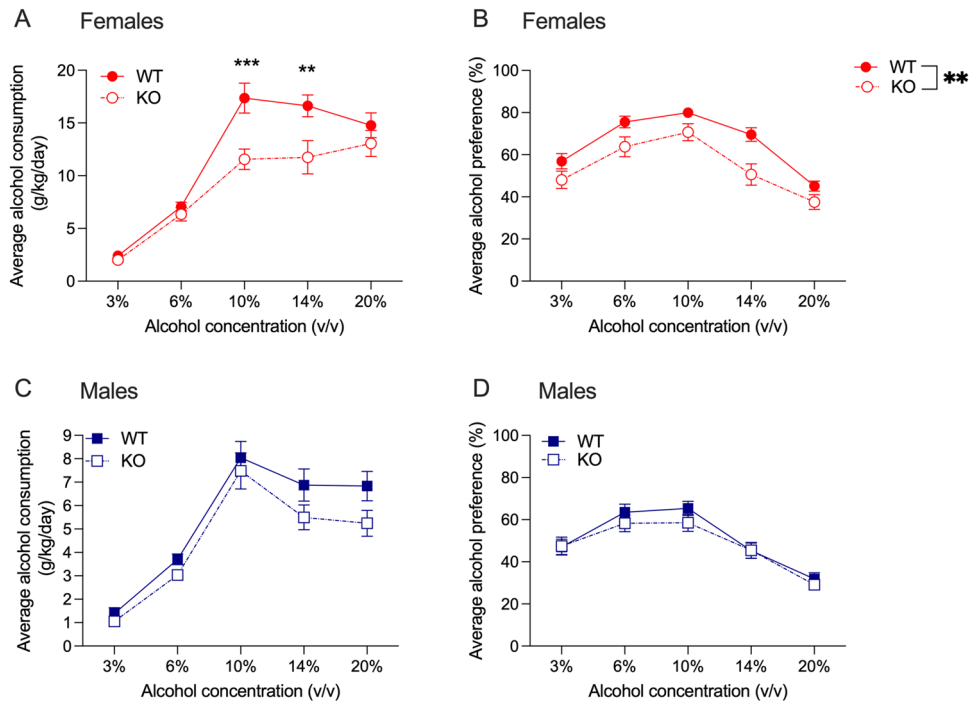 A Females
Average alcohol consumption
(g/kg/day)
WT
KO
***
**
20
15
10
5
0
3% 6% 10% 14% 20%
Alcohol concentration (v/v)
B Females
Average alcohol preference (%)
WT
KO
**
100
80
60
40
20
0
3% 6% 10% 14% 20%
Alcohol concentration (v/v)
C Males
Average alcohol consumption
(g/kg/day)
WT
KO
9
8
7
6
5
4
3
2
1
0
3% 6% 10% 14% 20%
Alcohol concentration (v/v)
D Males
Average alcohol preference (%)
WT
KO
100
80
60
40
20
0
3% 6% 10% 14% 20%
Alcohol concentration (v/v)